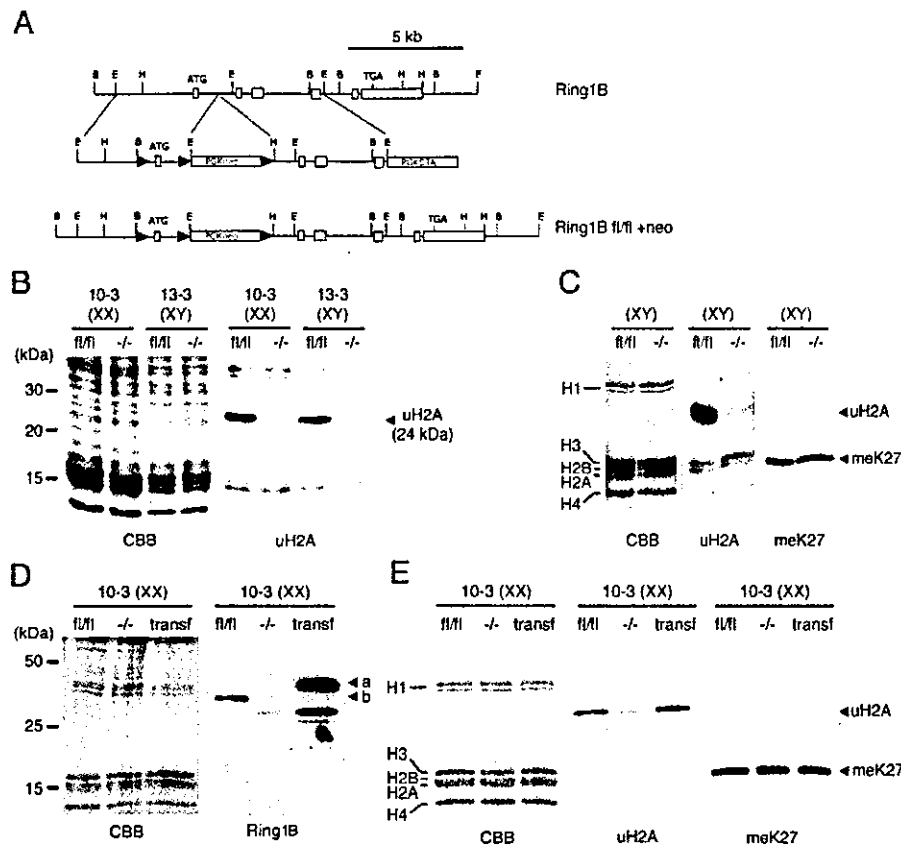 A
5 kb
B E H ATG E B E B TGA H H B E
Ring1B
E H B ATG E H E B E
B E H B ATG E H E B E B TGA H H B E
Ring1B fl/fl +neo
B
10-3 13-3 10-3 13-3
(XX) (XY) (XX) (XY)
(kDa) fl/fl -/- fl/fl -/- fl/fl -/- fl/fl -/-
30
20
15
uH2A
(24 kDa)
CBB uH2A
C
(XY) (XY) (XY)
fl/fl -/- fl/fl -/- fl/fl -/-
H1
H3
H2B
H2A
H4
uH2A
meK27
CBB uH2A meK27
D
10-3 (XX) 10-3 (XX)
(kDa) fl/fl -/- transf fl/fl -/- transf
50
25
15
a
b
CBB Ring1B
E
10-3 (XX) 10-3 (XX) 10-3 (XX)
fl/fl -/- transf fl/fl -/- transf fl/fl -/- transf
H1
H3
H2B
H2A
H4
uH2A
meK27
CBB uH2A meK27